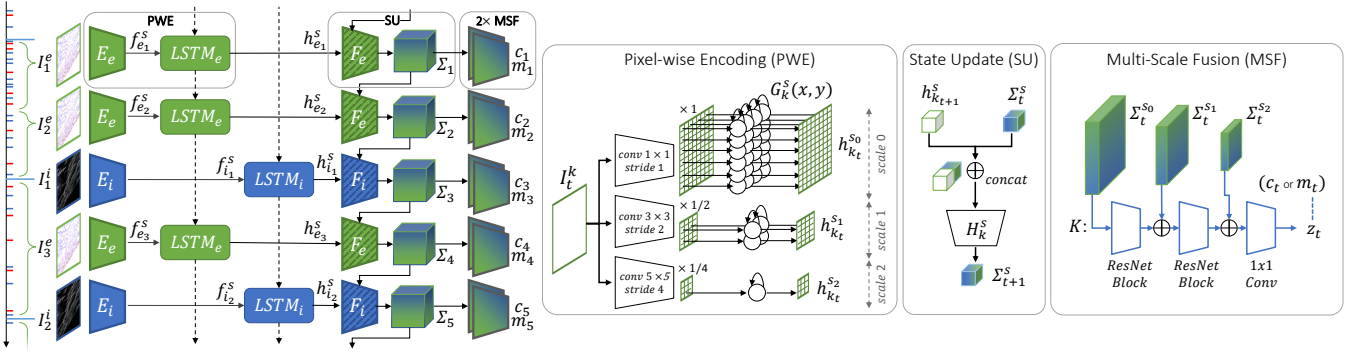 PWE
SU
2× MSF
I_1^e
E_e
f_{e_1}^s
LSTM_e
h_{e_1}^s
F_e
Σ_1
c_1
m_1
I_2^e
E_e
f_{e_2}^s
LSTM_e
h_{e_2}^s
F_e
Σ_2
c_2
m_2
I_1^i
E_i
f_{i_1}^s
LSTM_i
h_{i_1}^s
F_i
Σ_3
c_3
m_3
I_3^e
E_e
f_{e_3}^s
LSTM_e
h_{e_3}^s
F_e
Σ_4
c_4
m_4
I_2^i
E_i
f_{i_2}^s
LSTM_i
h_{i_2}^s
F_i
Σ_5
c_5
m_5
Pixel-wise Encoding (PWE)
G_k^s(x, y)
× 1
conv 1 × 1
stride 1
h_{k_t}^{s_0}
scale 0
I_t^k
× 1/2
conv 3 × 3
stride 2
h_{k_t}^{s_1}
scale 1
× 1/4
conv 5 × 5
stride 4
h_{k_t}^{s_2}
scale 2
State Update (SU)
h_{k_{t+1}}^s
Σ_t^s
concat
H_k^s
Σ_{t+1}^s
Multi-Scale Fusion (MSF)
Σ_t^{s_0}
Σ_t^{s_1}
Σ_t^{s_2}
(c_t or m_t)
K:
z_t
ResNet
Block
ResNet
Block
1x1
Conv